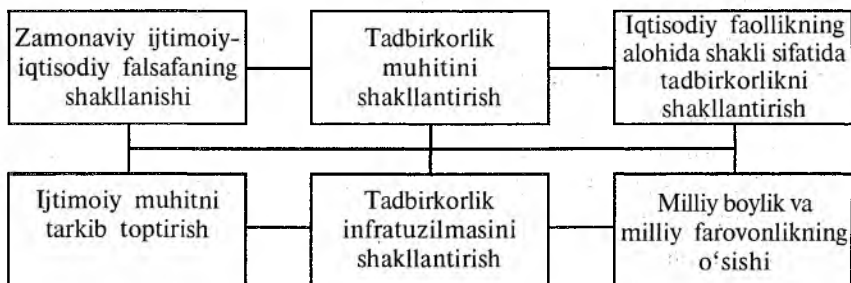 Zamonaviy ijtimoiy-
iqtisodiy falsafaning
shakllanishi
Tadbirkorlik
muhitini
shakllantirish
Iqtisodiy faollikning
alohida shakli sifatida
tadbirkorlikni
shakllantirish
Ijtimoiy muhitni
tarkib toptirish
Tadbirkorlik
infratuzilmasini
shakllantirish
Milliy boylik va
milliy farovonlikning
o‘sishi